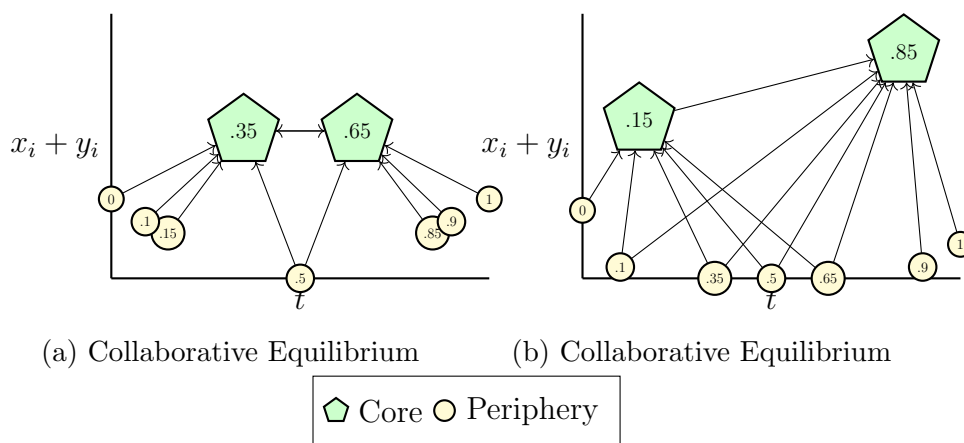 .85
.35 .65 .15
x_i + y_i x_i + y_i
0 .1 .15 .85 .9 1 0 1
.5 .1 .35 .5 .65 .9
t t
(a) Collaborative Equilibrium (b) Collaborative Equilibrium
Core Periphery